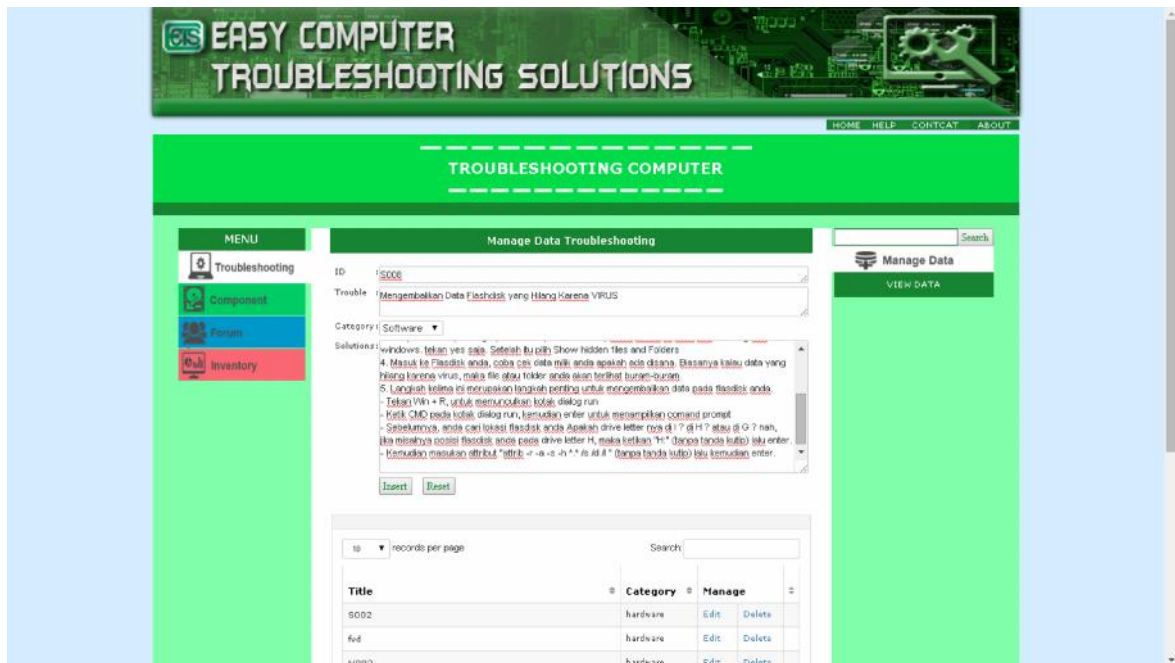 ETS EASY COMPUTER
TROUBLESHOOTING SOLUTIONS
HOME HELP CONTCAT ABOUT
TROUBLESHOOTING COMPUTER
MENU
Troubleshooting
Component
Forum
Inventory
Manage Data Troubleshooting
ID : S008
Trouble : Mengembalikan Data Flashdisk yang Hilang Karena VIRUS
Category : Software
Solutions :
windows. tekan yes saja. Setelah itu pilih Show hidden files and Folders
4. Masuk ke Flasdisk anda, coba cek data milik anda apakah ada disana. Biasanya kalau data yang
hilang karena virus, maka file atau folder anda akan terlihat buram-buram
5. Langkah kelima ini merupakan langkah penting untuk mengembalikan data pada flasdisk anda.
- Tekan Win + R, untuk memunculkan kotak dialog run
- Ketik CMD pada kotak dialog run, kemudian enter untuk menampilkan comand prompt
- Sebelumnya, anda cari lokasi flasdisk anda Apakah drive letter nya di I ? di H ? atau di G ? nah,
jika misalnya posisi flasdisk anda pada drive letter H, maka ketikan "H:" (tanpa tanda kutip) lalu enter.
- Kemudian masukan attribut "attrib -r -a -s -h *.* /s /d /l " (tanpa tanda kutip) lalu kemudian enter.
Insert Reset
Search
Manage Data
VIEW DATA
10 records per page Search:
Title Category Manage
S002 hardware Edit Delete
fvd hardware Edit Delete
hardware Edit Delete